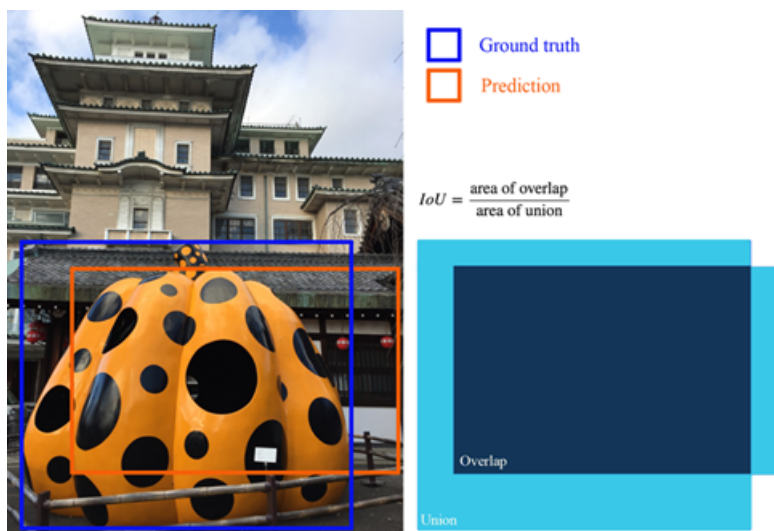 Ground truth
Prediction
IoU = area of overlap / area of union
Overlap
Union